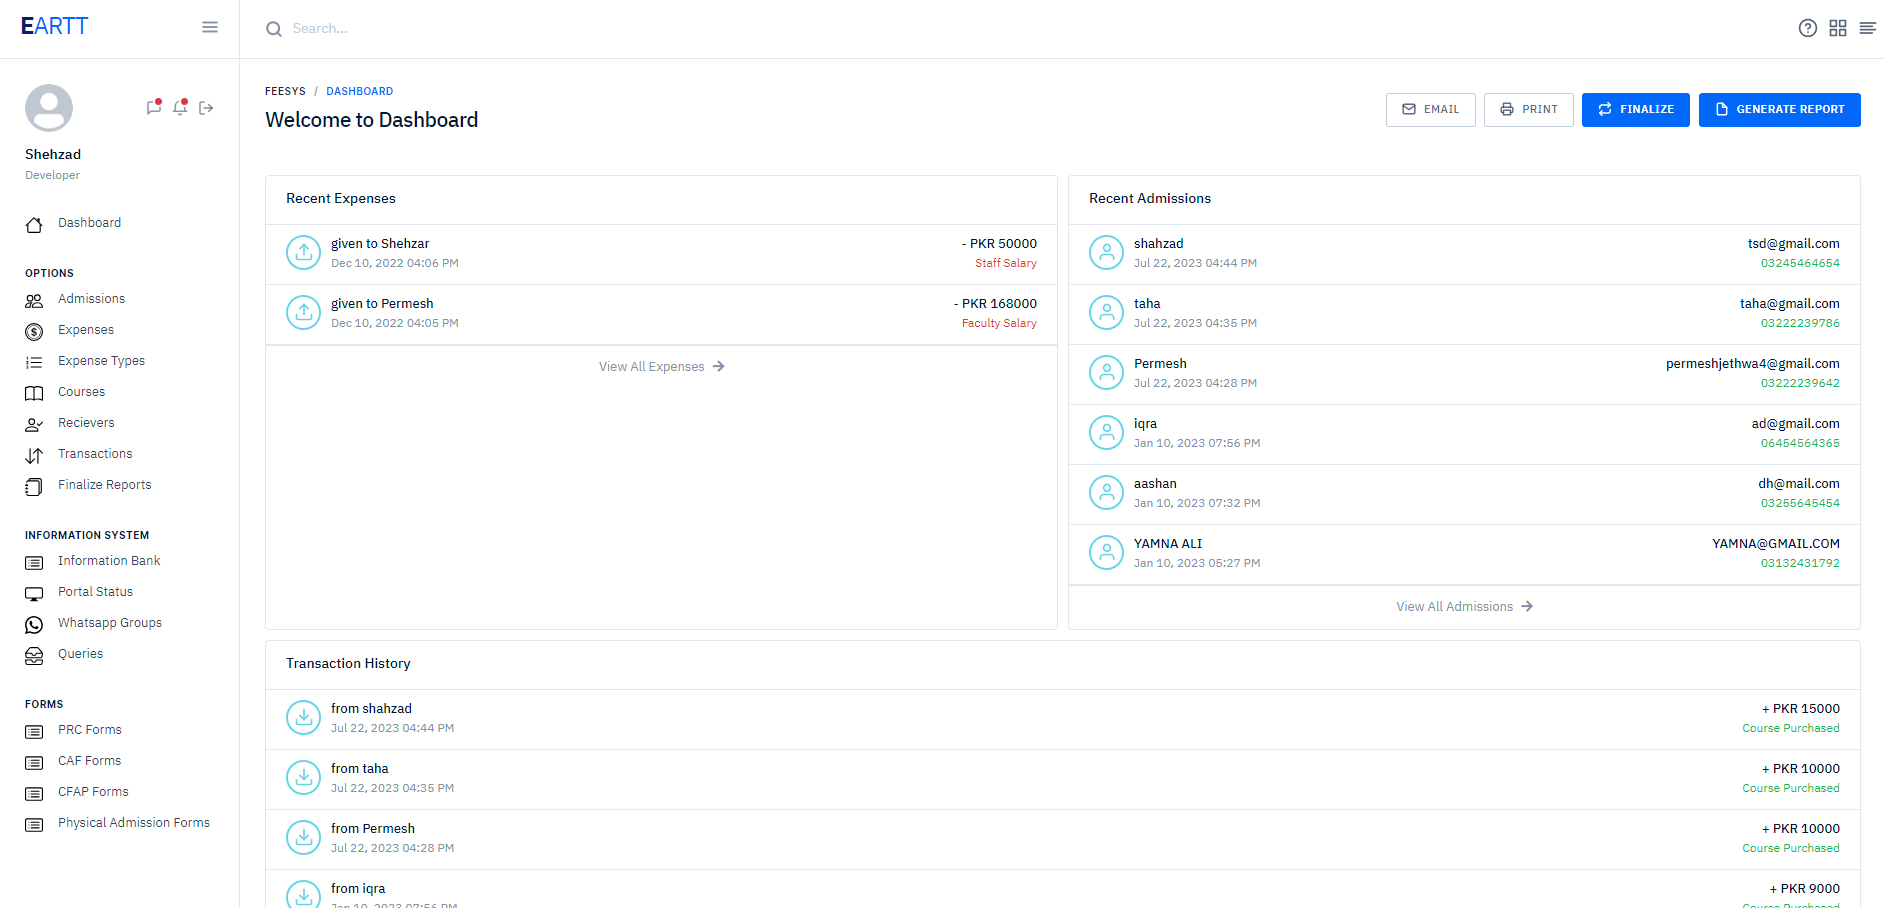 EARTT
Search...
Shehzad
Developer
Dashboard
OPTIONS
Admissions
Expenses
Expense Types
Courses
Recievers
Transactions
Finalize Reports
INFORMATION SYSTEM
Information Bank
Portal Status
Whatsapp Groups
Queries
FORMS
PRC Forms
CAF Forms
CFAP Forms
Physical Admission Forms
FEESYS / DASHBOARD
Welcome to Dashboard
EMAIL PRINT FINALIZE GENERATE REPORT
Recent Expenses
given to Shehzar - PKR 50000
Dec 10, 2022 04:06 PM Staff Salary
given to Permesh - PKR 168000
Dec 10, 2022 04:05 PM Faculty Salary
View All Expenses
Recent Admissions
shahzad tsd@gmail.com
Jul 22, 2023 04:44 PM 03245464654
taha taha@gmail.com
Jul 22, 2023 04:35 PM 03222239786
Permesh permeshjethwa4@gmail.com
Jul 22, 2023 04:28 PM 03222239642
iqra ad@gmail.com
Jan 10, 2023 07:56 PM 06454564365
aashan dh@mail.com
Jan 10, 2023 07:32 PM 03255645454
YAMNA ALI YAMNA@GMAIL.COM
Jan 10, 2023 05:27 PM 03132431792
View All Admissions
Transaction History
from shahzad + PKR 15000
Jul 22, 2023 04:44 PM Course Purchased
from taha + PKR 10000
Jul 22, 2023 04:35 PM Course Purchased
from Permesh + PKR 10000
Jul 22, 2023 04:28 PM Course Purchased
from iqra + PKR 9000
Jan 10, 2023 07:56 PM Course Purchased